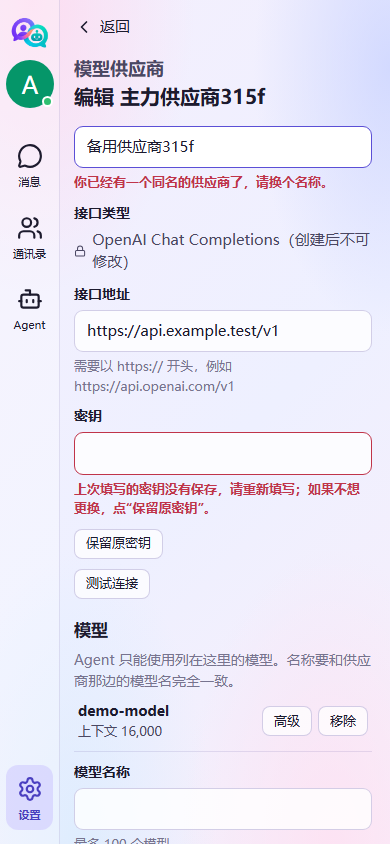 返回
A
模型供应商
编辑 主力供应商315f
备用供应商315f
你已经有一个同名的供应商了，请换个名称。
消息
接口类型
OpenAI Chat Completions（创建后不可
修改）
通讯录
接口地址
Agent
https://api.example.test/v1
需要以 https:// 开头，例如
https://api.openai.com/v1
密钥
上次填写的密钥没有保存，请重新填写；如果不想
更换，点“保留原密钥”。
保留原密钥
测试连接
模型
Agent 只能使用列在这里的模型。名称要和供应
商那边的模型名完全一致。
demo-model
上下文 16,000
高级
移除
模型名称
设置
最多 100 个模型